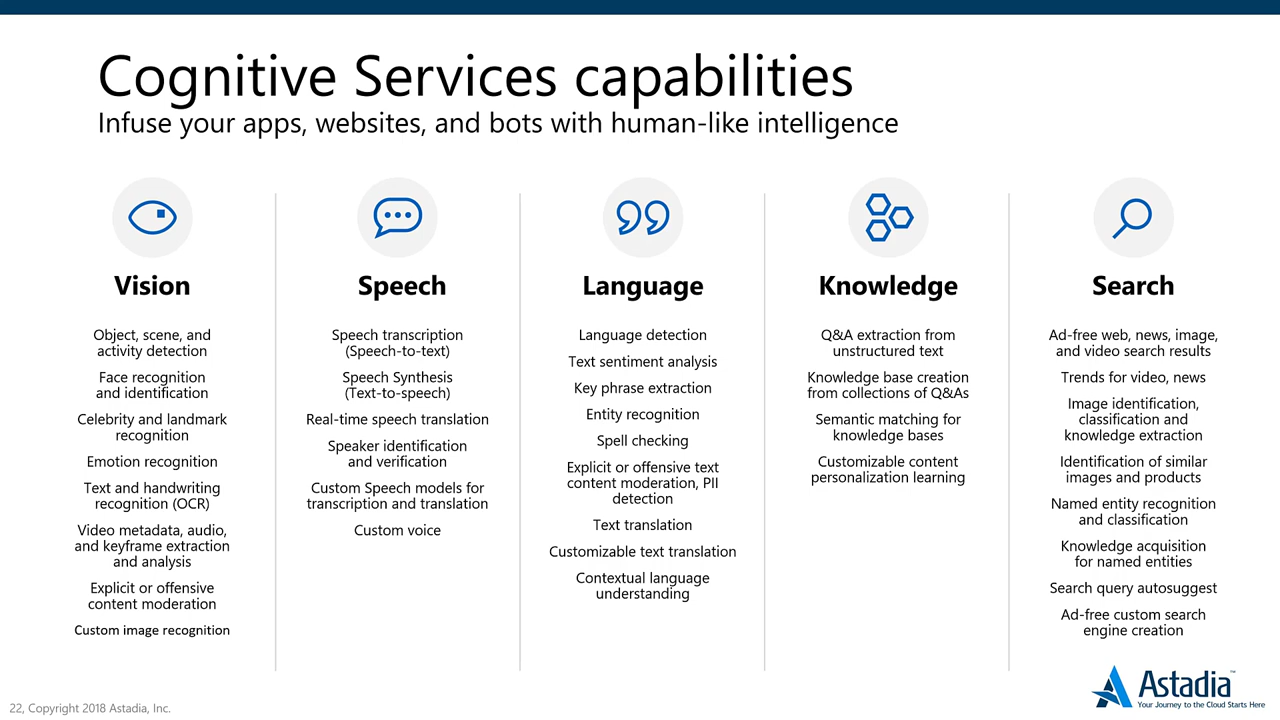 Cognitive Services capabilities
Infuse your apps, websites, and bots with human-like intelligence
Vision
Object, scene, and
activity detection
Face recognition
and identification
Celebrity and landmark
recognition
Emotion recognition
Text and handwriting
recognition (OCR)
Video metadata, audio,
and keyframe extraction
and analysis
Explicit or offensive
content moderation
Custom image recognition
Speech
Speech transcription
(Speech-to-text)
Speech Synthesis
(Text-to-speech)
Real-time speech translation
Speaker identification
and verification
Custom Speech models for
transcription and translation
Custom voice
Language
Language detection
Text sentiment analysis
Key phrase extraction
Entity recognition
Spell checking
Explicit or offensive text
content moderation, PII
detection
Text translation
Customizable text translation
Contextual language
understanding
Knowledge
Q&A extraction from
unstructured text
Knowledge base creation
from collections of Q&As
Semantic matching for
knowledge bases
Customizable content
personalization learning
Search
Ad-free web, news, image,
and video search results
Trends for video, news
Image identification,
classification and
knowledge extraction
Identification of similar
images and products
Named entity recognition
and classification
Knowledge acquisition
for named entities
Search query autosuggest
Ad-free custom search
engine creation
Astadia™
Your Journey to the Cloud Starts Here
22, Copyright 2018 Astadia, Inc.